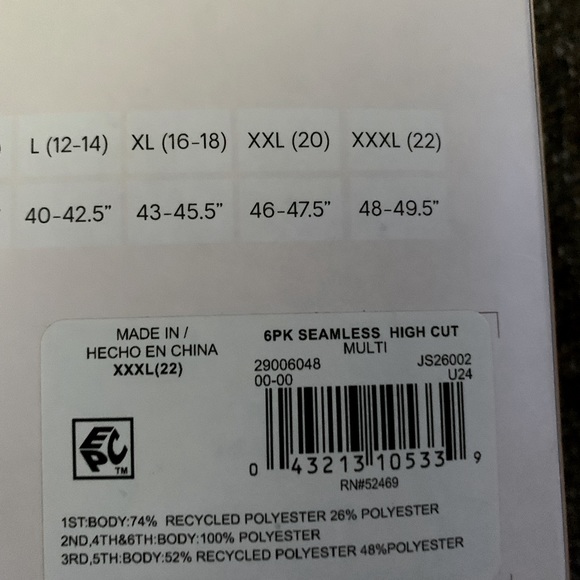 L (12-14) XL (16-18) XXL (20) XXXL (22)
40-42.5" 43-45.5" 46-47.5" 48-49.5"
MADE IN /
HECHO EN CHINA
XXXL(22)
6PK SEAMLESS HIGH CUT
MULTI
29006048 JS26002
00-00 U24
0 43213 10533 9
RN#52469
EPC TM
1ST:BODY:74% RECYCLED POLYESTER 26% POLYESTER
2ND,4TH&6TH:BODY:100% POLYESTER
3RD,5TH:BODY:52% RECYCLED POLYESTER 48%POLYESTER